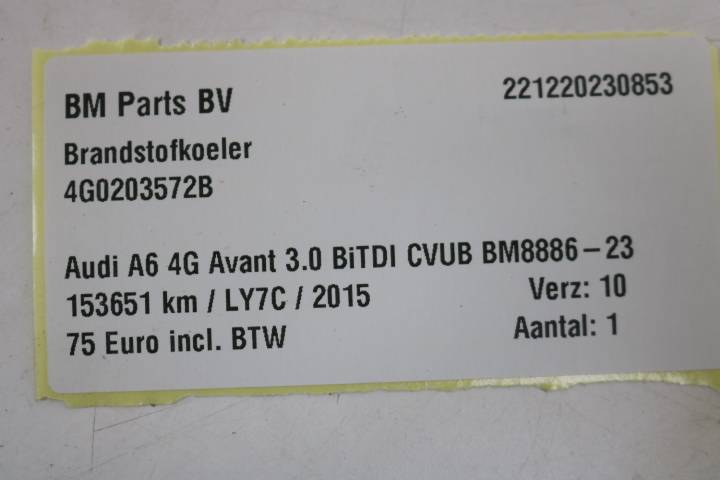 BM Parts BV 221220230853
Brandstofkoeler
4G0203572B
Audi A6 4G Avant 3.0 BiTDI CVUB BM8886-23
153651 km / LY7C / 2015 Verz: 10
75 Euro incl. BTW Aantal: 1